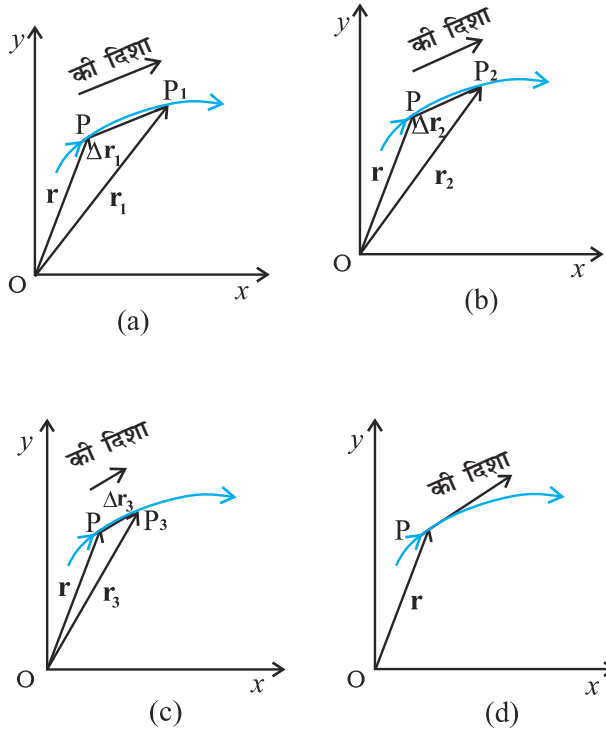 y
की दिशा
P₁
P
Δr₁
r
r₁
O
x
(a)
y
की दिशा
P₂
P
Δr₂
r
r₂
O
x
(b)
y
की दिशा
Δr₃
P
P₃
r
r₃
O
x
(c)
y
की दिशा
P
r
O
x
(d)